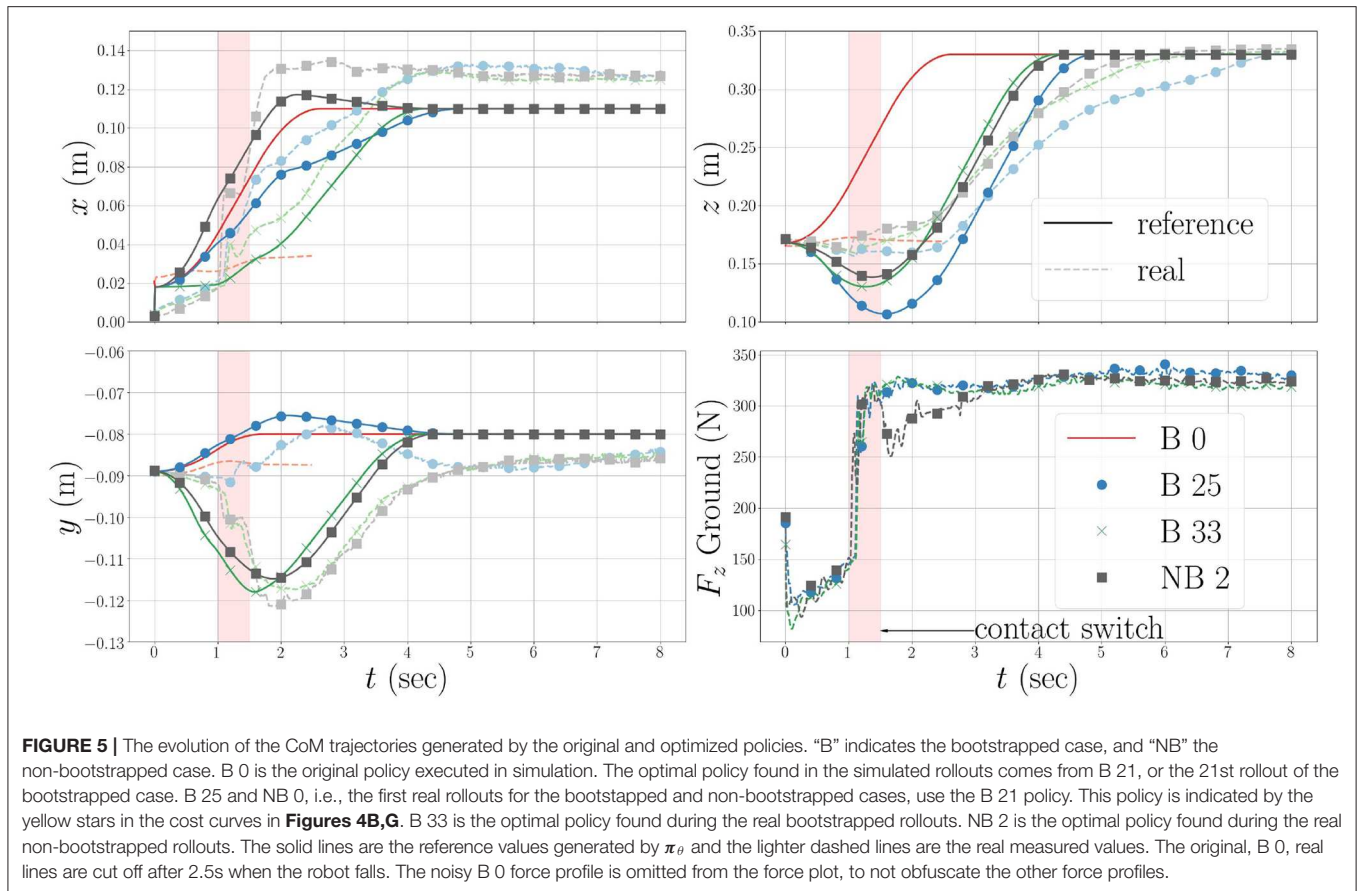 0.14
0.12
0.10
0.08
0.06
0.04
0.02
0.00
x (m)
0.35
0.30
0.25
0.20
0.15
0.10
z (m)
reference
real
−0.06
−0.07
−0.08
−0.09
−0.10
−0.11
−0.12
−0.13
y (m)
0 1 2 3 4 5 6 7 8
t (sec)
350
300
250
200
150
100
F_z Ground (N)
B 0
B 25
B 33
NB 2
contact switch
0 1 2 3 4 5 6 7 8
t (sec)
FIGURE 5 | The evolution of the CoM trajectories generated by the original and optimized policies. “B” indicates the bootstrapped case, and “NB” the
non-bootstrapped case. B 0 is the original policy executed in simulation. The optimal policy found in the simulated rollouts comes from B 21, or the 21st rollout of the
bootstrapped case. B 25 and NB 0, i.e., the first real rollouts for the bootstapped and non-bootstrapped cases, use the B 21 policy. This policy is indicated by the
yellow stars in the cost curves in Figures 4B,G. B 33 is the optimal policy found during the real bootstrapped rollouts. NB 2 is the optimal policy found during the real
non-bootstrapped rollouts. The solid lines are the reference values generated by π_θ and the lighter dashed lines are the real measured values. The original, B 0, real
lines are cut off after 2.5s when the robot falls. The noisy B 0 force profile is omitted from the force plot, to not obfuscate the other force profiles.